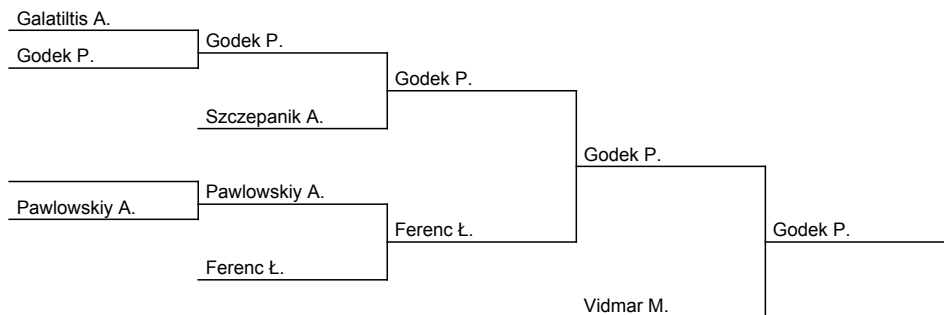 Galatiltis A.
Godek P.
Godek P.
Godek P.
Szczepanik A.
Godek P.
Pawlowskiy A.
Pawlowskiy A.
Ferenc Ł.
Godek P.
Ferenc Ł.
Vidmar M.